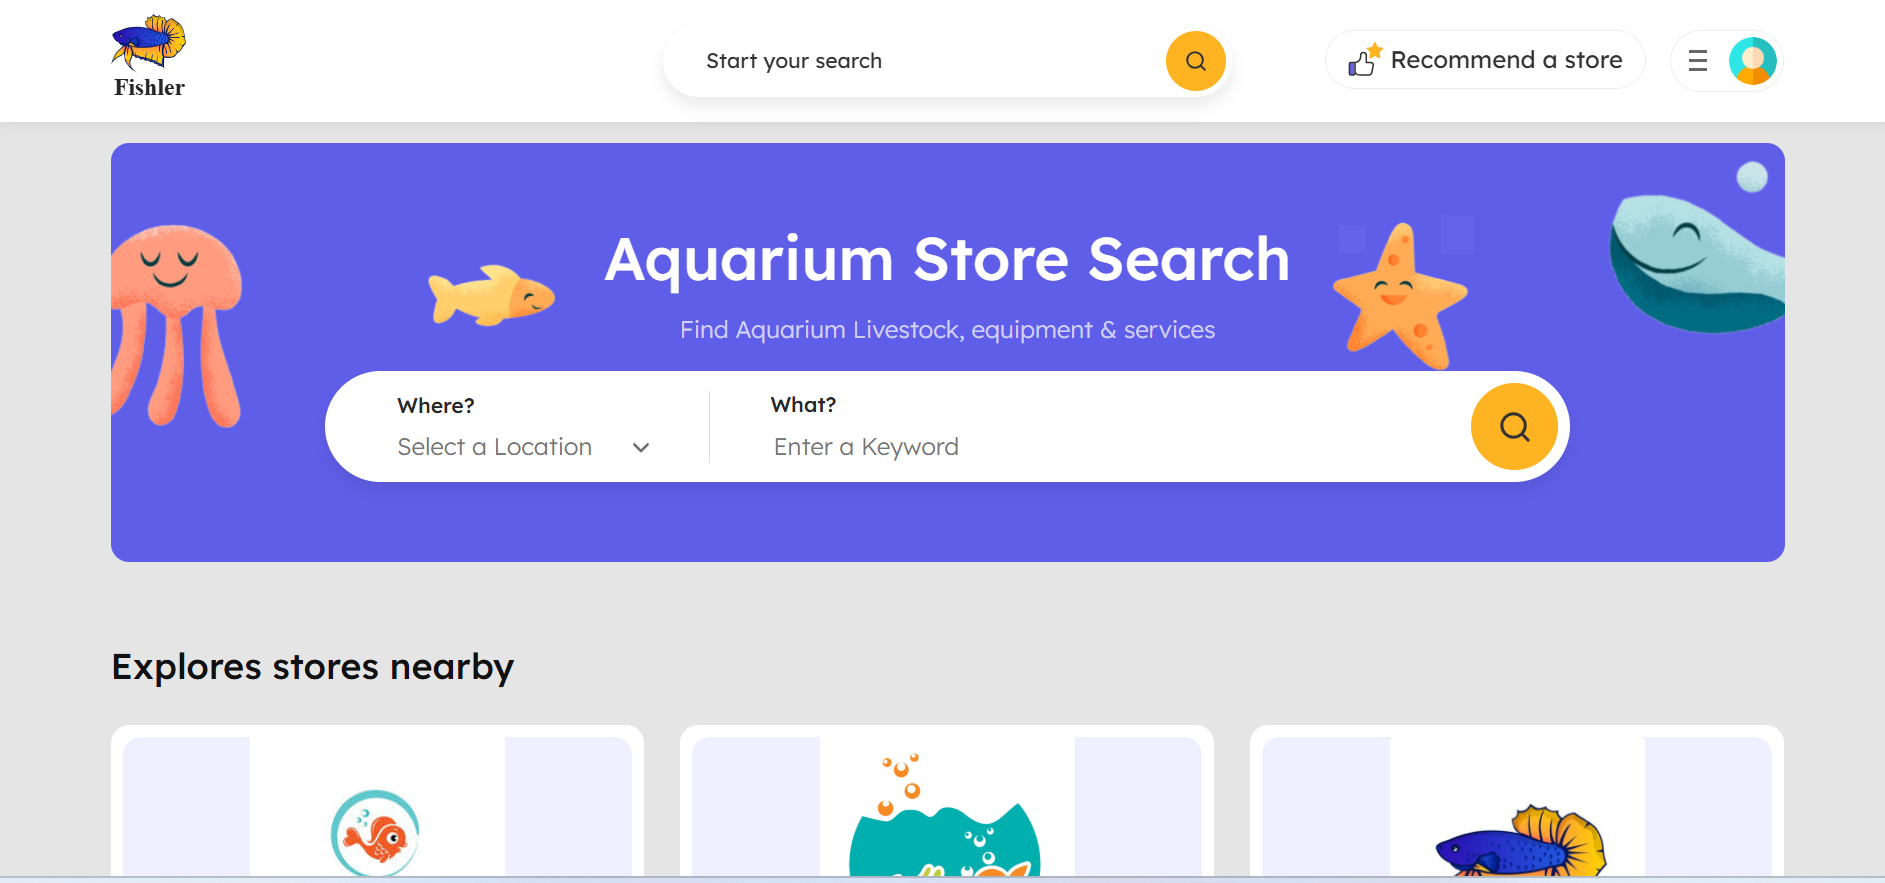 Fishler
Start your search
Recommend a store
Aquarium Store Search
Find Aquarium Livestock, equipment & services
Where?
Select a Location
What?
Enter a Keyword
Explores stores nearby